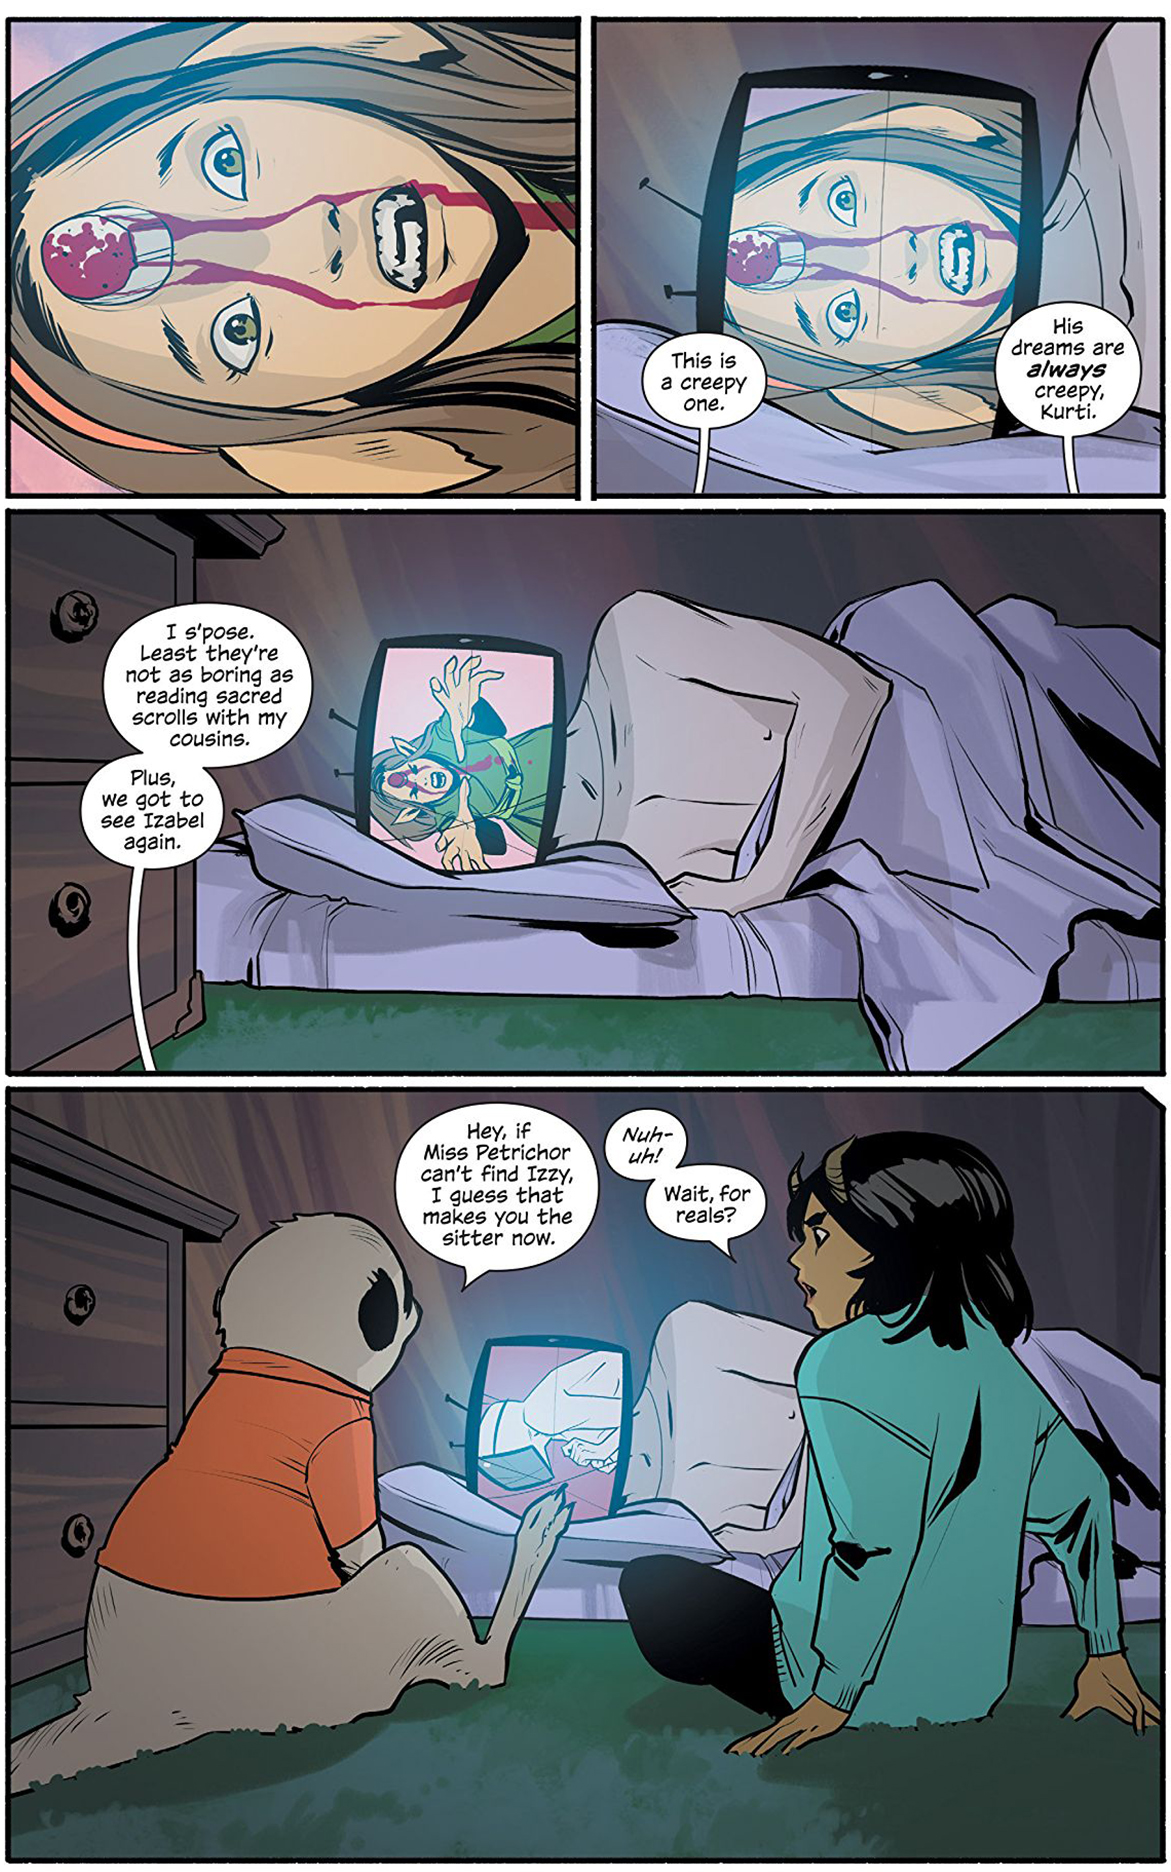 This is
a creepy
one.
His
dreams are
always
creepy,
Kurti.
I s'pose.
Least they're
not as boring as
reading sacred
scrolls with my
cousins.
Plus,
we got to
see Izabel
again.
Hey, if
Miss Petrichor
can't find Izzy,
I guess that
makes you the
sitter now.
Nuh-
uh!
Wait, for
reals?